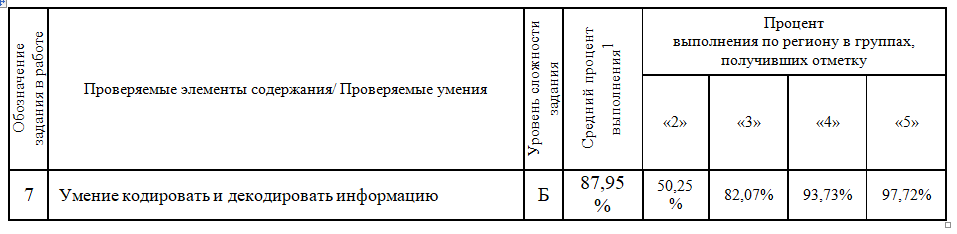 Обозначение
задания в работе
Проверяемые элементы содержания/ Проверяемые умения
Уровень сложности
задания
Средний процент
выполнения1
Процент
выполнения по региону в группах,
получивших отметку
«2»
«3»
«4»
«5»
7
Умение кодировать и декодировать информацию
Б
87,95
%
50,25
%
82,07%
93,73%
97,72%